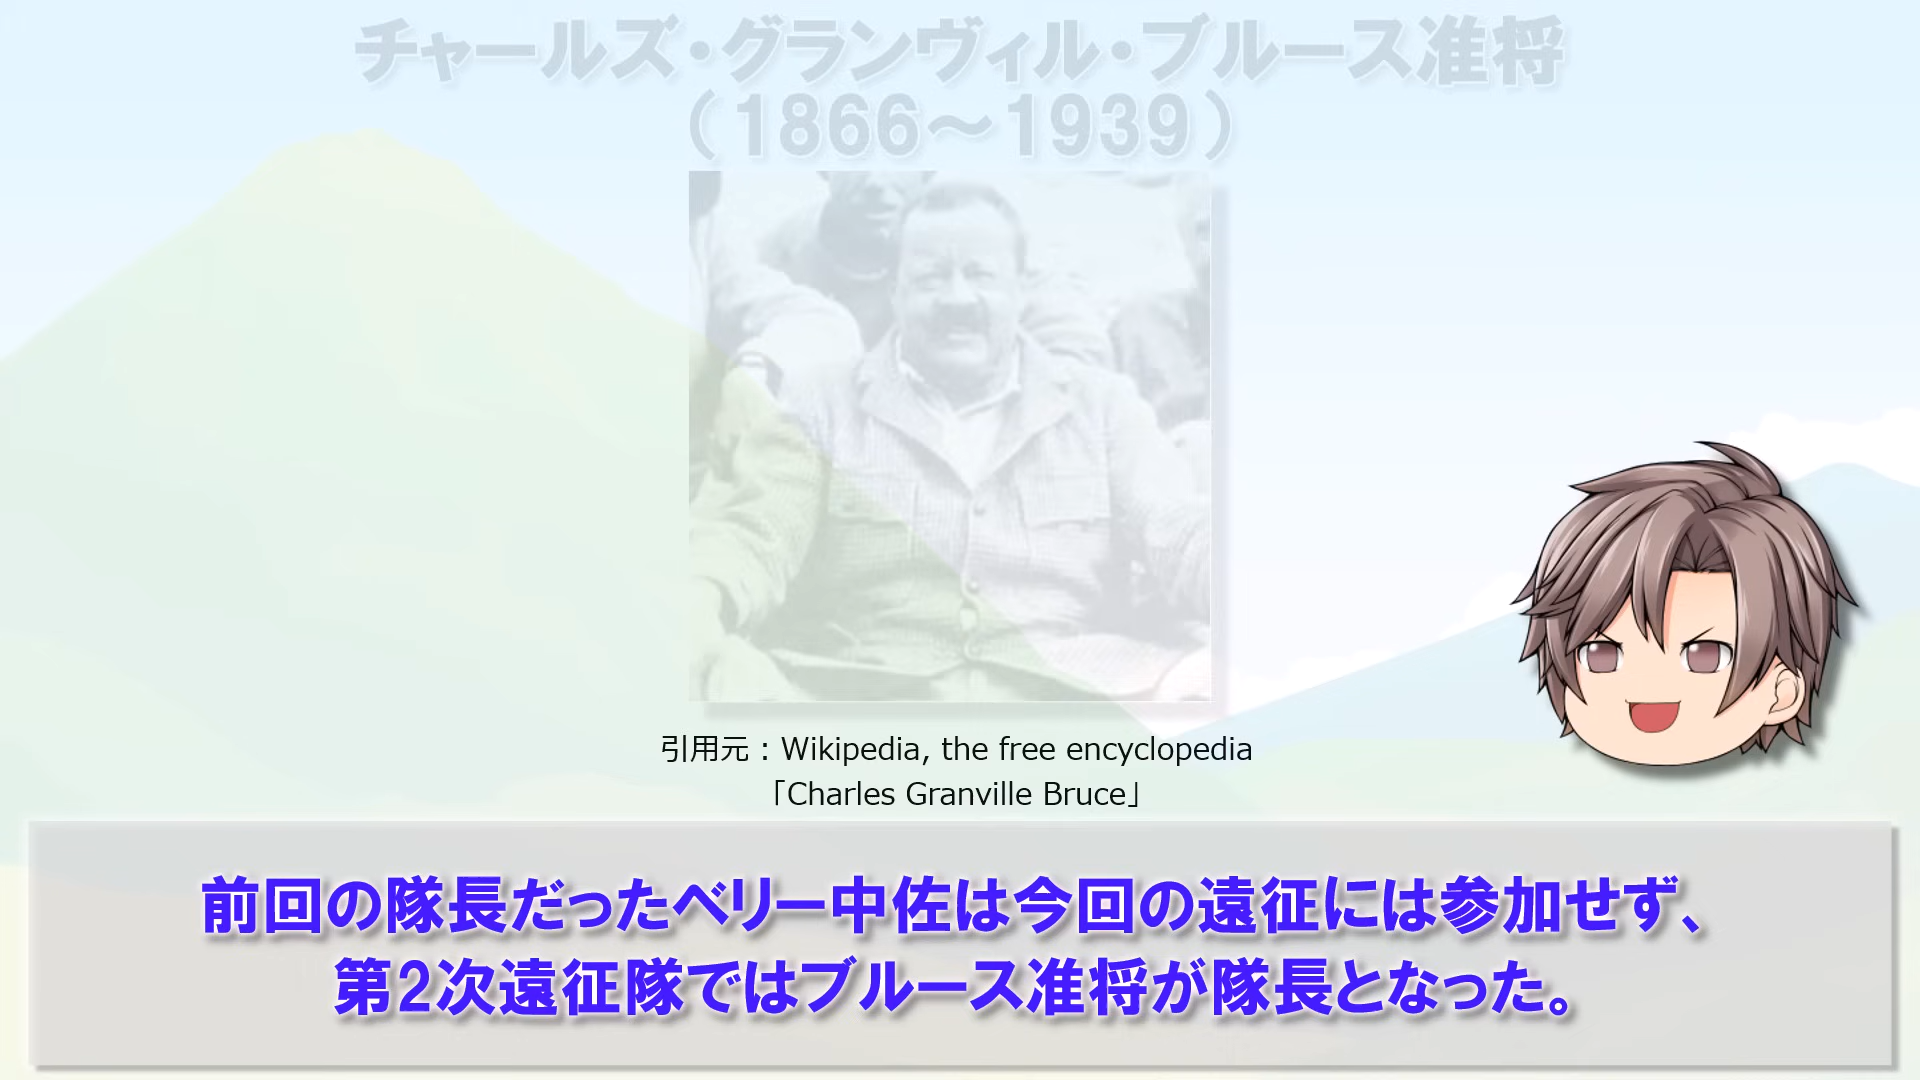 チャールズ・グランヴィル・ブルース准将
（1866～1939）
引用元：Wikipedia, the free encyclopedia
「Charles Granville Bruce」
前回の隊長だったベリー中佐は今回の遠征には参加せず、
第2次遠征隊ではブルース准将が隊長となった。